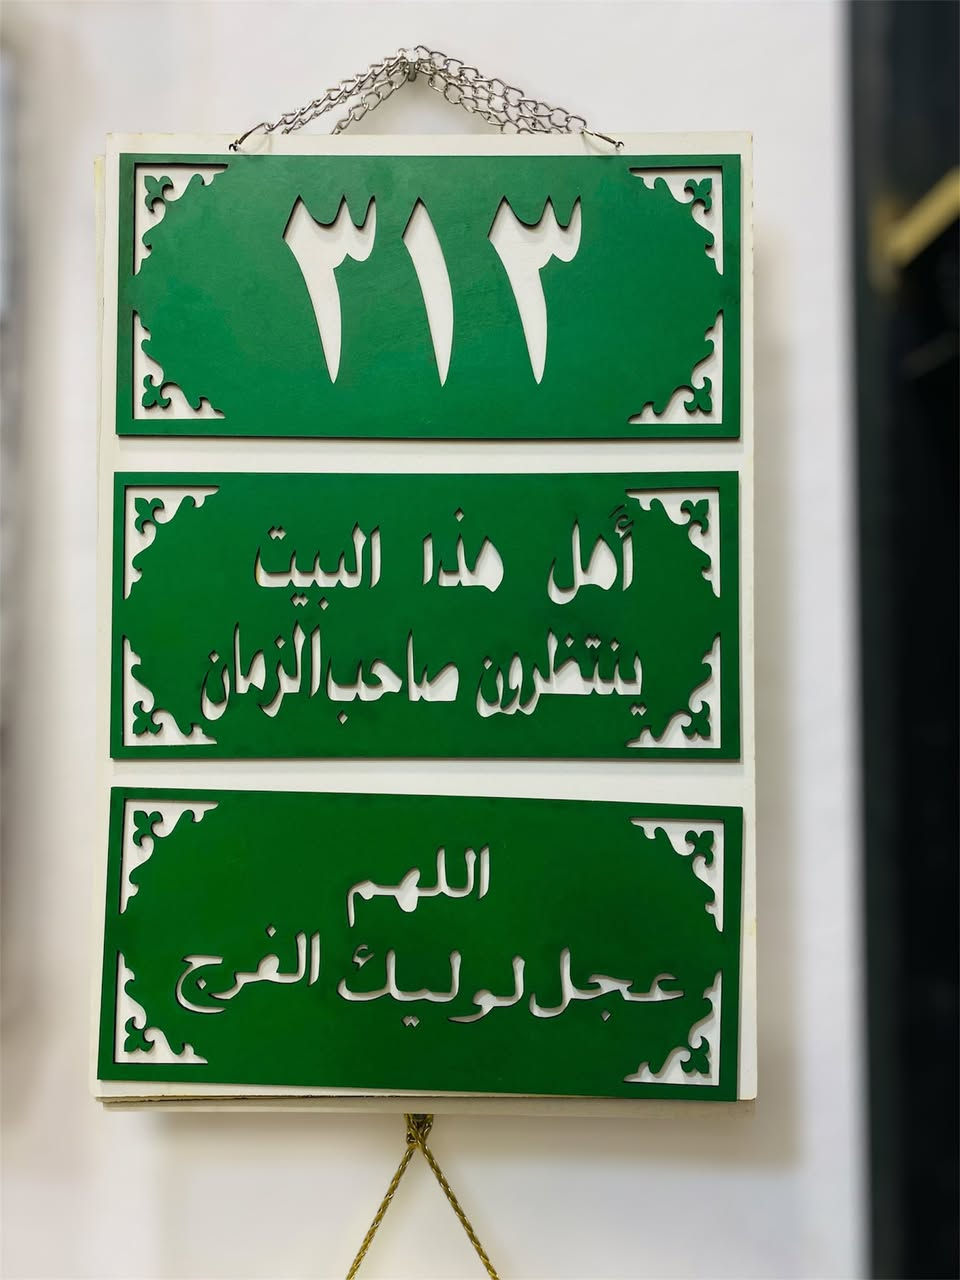 ٣١٣
أهل هذا البيت
ينتظرون صاحب الزمان
اللهم
عجل لوليك الفرج